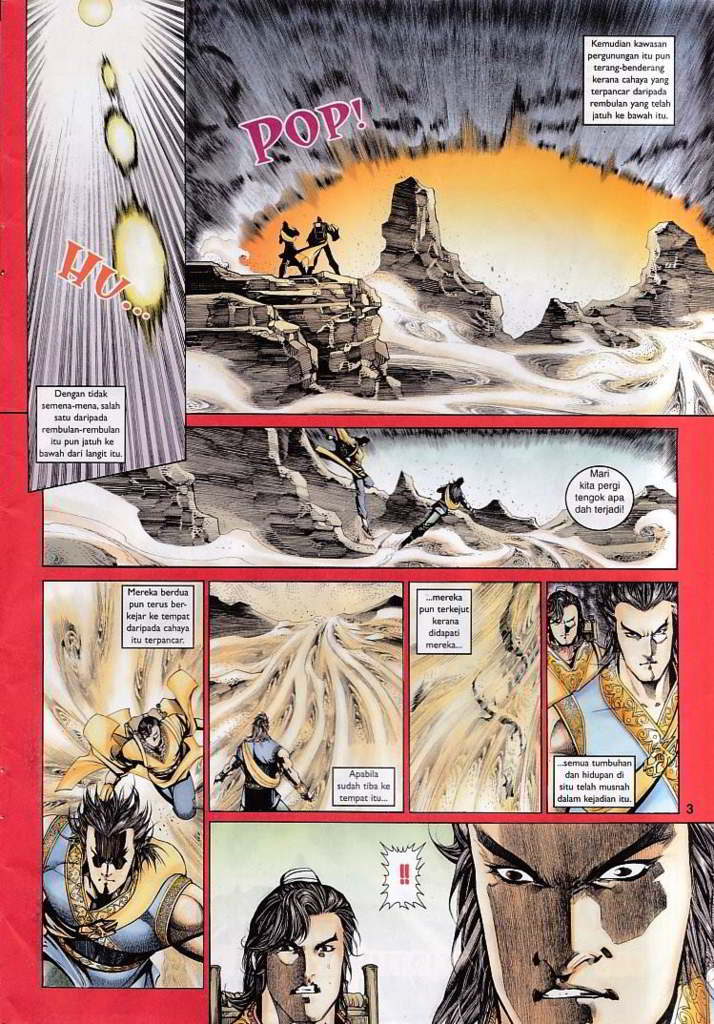 HU...
Dengan tidak
semena-mena, salah
satu daripada
rembulan-rembulan
itu pun jatuh ke
bawah dari langit itu.
POP!
Kemudian kawasan
pergunungan itu pun
terang-benderang
kerana cahaya yang
terpancar daripada
rembulan yang telah
jatuh ke bawah itu.
Mari
kita pergi
tengok apa
dah terjadi!
Mereka berdua
pun terus ber-
kejar ke tempat
daripada cahaya
itu terpancar.
Apabila
sudah tiba ke
tempat itu...
...mereka
pun terkejut
kerana
didapati
mereka...
...semua tumbuhan
dan hidupan di
situ telah musnah
dalam kejadian itu.
3
!!